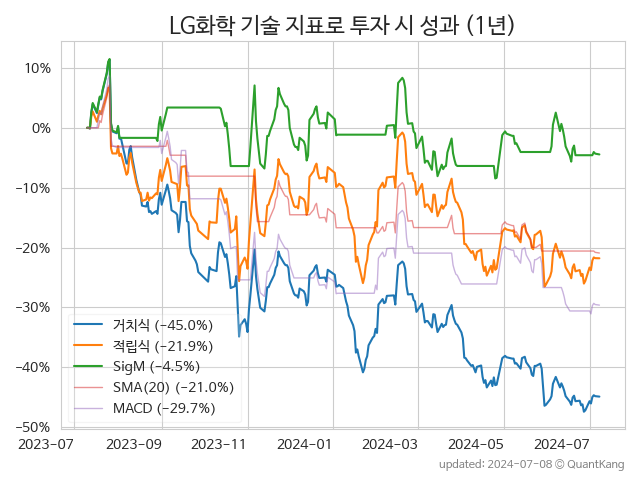 LG화학 기술 지표로 투자 시 성과 (1년)
10%
0%
−10%
−20%
−30%
−40%
−50%
거치식 (−45.0%)
적립식 (−21.9%)
SigM (−4.5%)
SMA(20) (−21.0%)
MACD (−29.7%)
2023-07 2023-09 2023-11 2024-01 2024-03 2024-05 2024-07
updated: 2024-07-08 © QuantKang